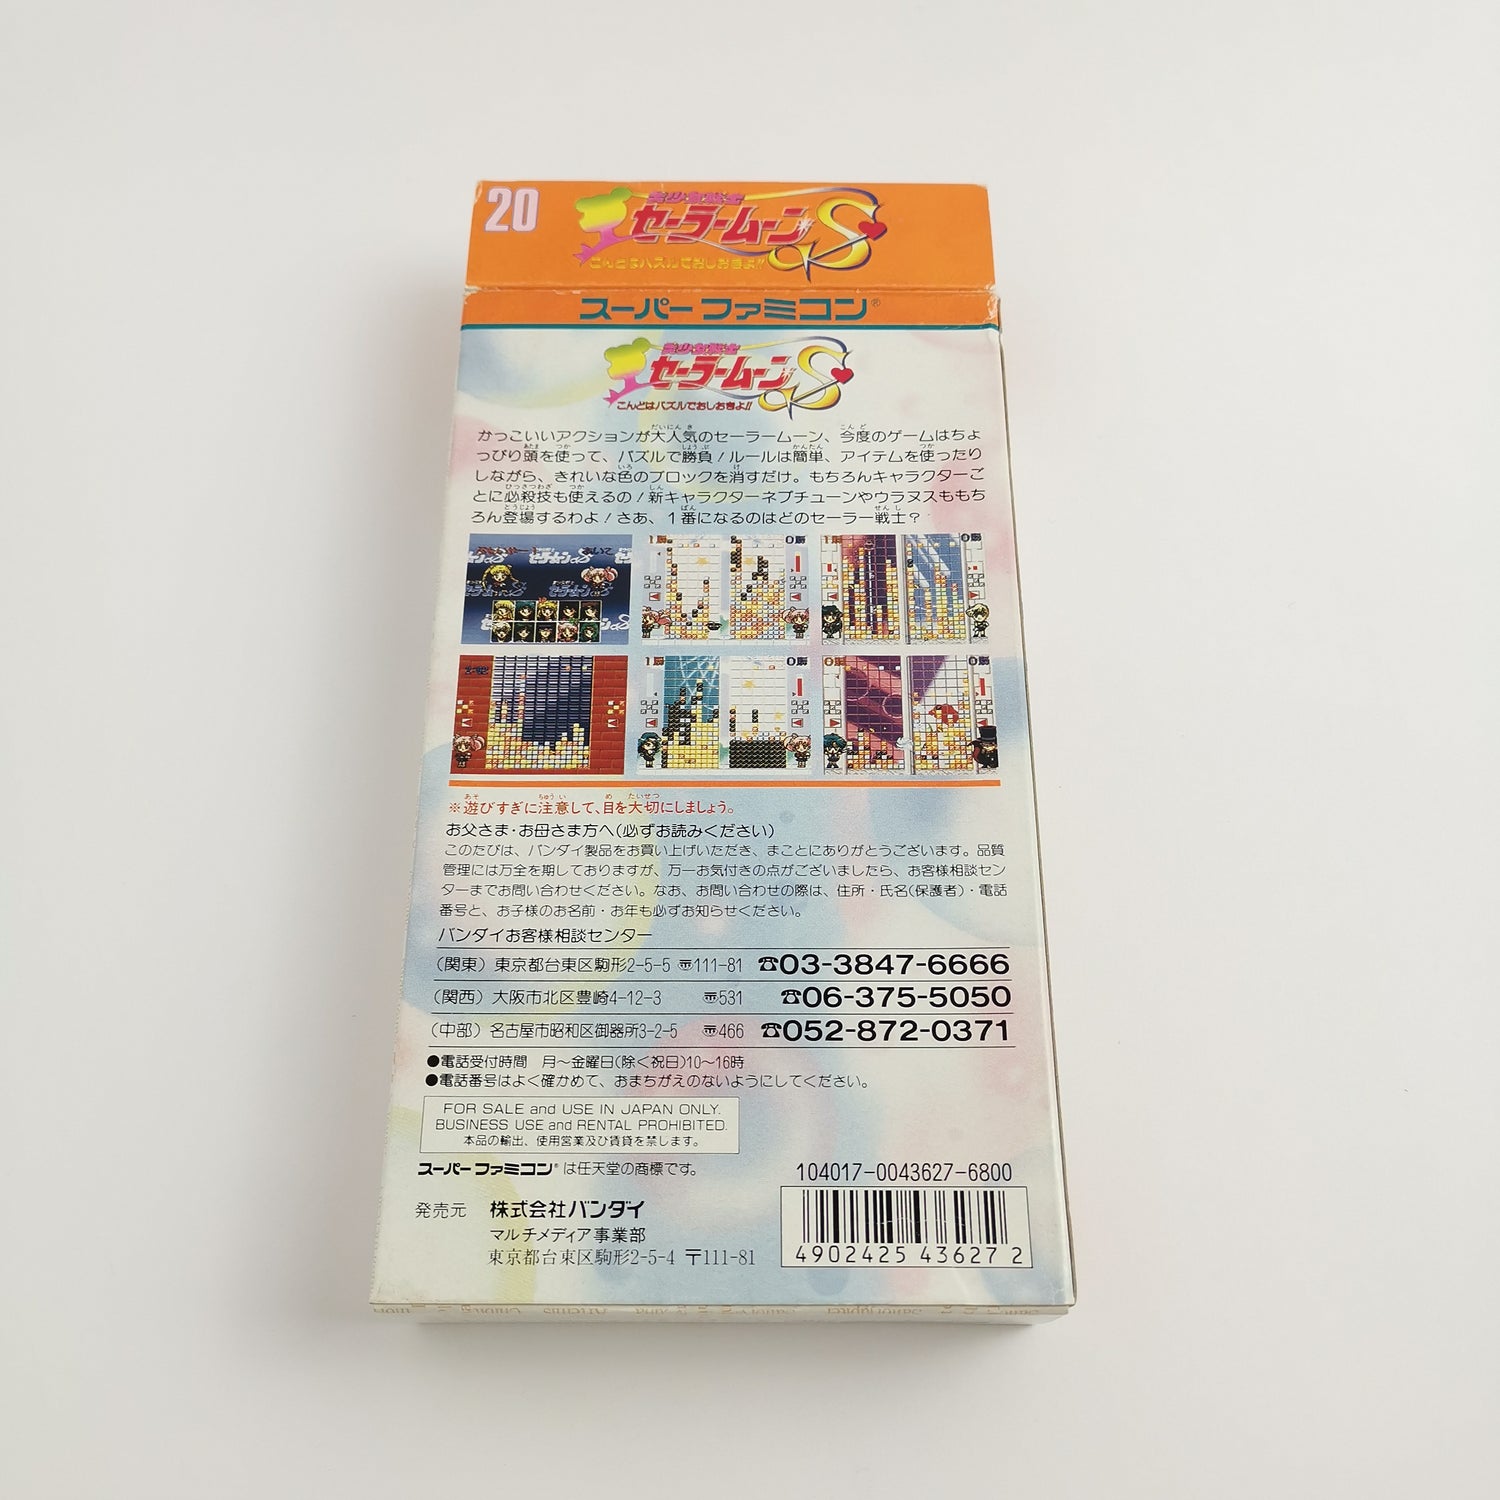 20
美少女戦士
セーラームーンS
こんどはパズルでおしおきよ!!
スーパーファミコン®
美少女戦士
セーラームーンS
こんどはパズルでおしおきよ!!
かっこいいアクションが大人気のセーラームーン、今度のゲームはちょ
っぴり頭を使って、パズルで勝負！ルールは簡単、アイテムを使ったり
しながら、きれいな色のブロックを消すだけ。もちろんキャラクターご
とに必殺技も使えるの！新キャラクターネプチューンやウラヌスももち
ろん登場するわよ！さあ、1番になるのはどのセーラー戦士？
※遊びすぎに注意して、目を大切にしましょう。
お父さま・お母さま方へ(必ずお読みください)
このたびは、バンダイ製品をお買い上げいただき、まことにありがとうございます。品質
管理には万全を期しておりますが、万一お気付きの点がございましたら、お客様相談セン
ターまでお問い合わせください。なお、お問い合わせの際は、住所・氏名(保護者)・電話
番号と、お子様のお名前・お年も必ずお知らせください。
バンダイお客様相談センター
(関東) 東京都台東区駒形2-5-5 〠111-81 ☎03-3847-6666
(関西) 大阪市北区豊崎4-12-3 〠531 ☎06-375-5050
(中部) 名古屋市昭和区御器所3-2-5 〠466 ☎052-872-0371
●電話受付時間 月～金曜日(除く祝日)10～16時
●電話番号はよく確かめて、おまちがえのないようにしてください。
FOR SALE and USE IN JAPAN ONLY.
BUSINESS USE and RENTAL PROHIBITED.
本品の輸出、使用営業及び賃貸を禁じます。
スーパーファミコン®は任天堂の商標です。
104017-0043627-6800
発売元 株式会社バンダイ
マルチメディア事業部
東京都台東区駒形2-5-4 〒111-81
4902425 43627 2